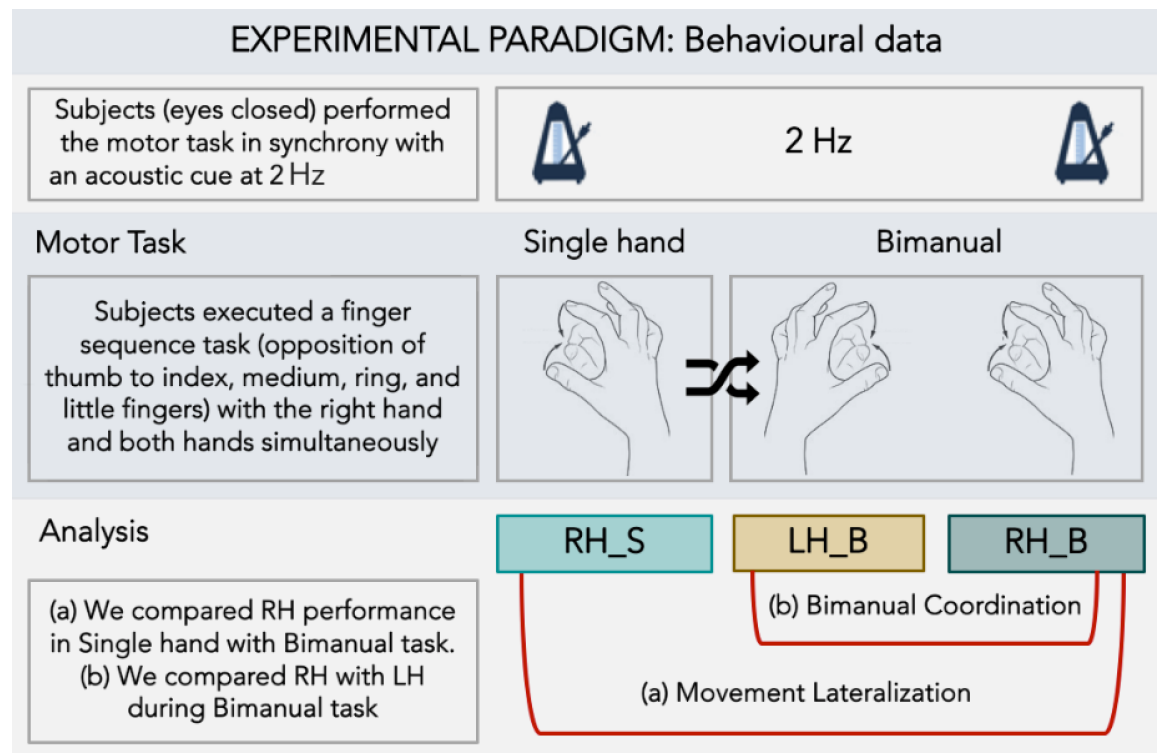 EXPERIMENTAL PARADIGM: Behavioural data
Subjects (eyes closed) performed
the motor task in synchrony with
an acoustic cue at 2 Hz
2 Hz
Motor Task
Single hand
Bimanual
Subjects executed a finger
sequence task (opposition of
thumb to index, medium, ring, and
little fingers) with the right hand
and both hands simultaneously
Analysis
RH_S
LH_B
RH_B
(a) We compared RH performance
in Single hand with Bimanual task.
(b) We compared RH with LH
during Bimanual task
(b) Bimanual Coordination
(a) Movement Lateralization